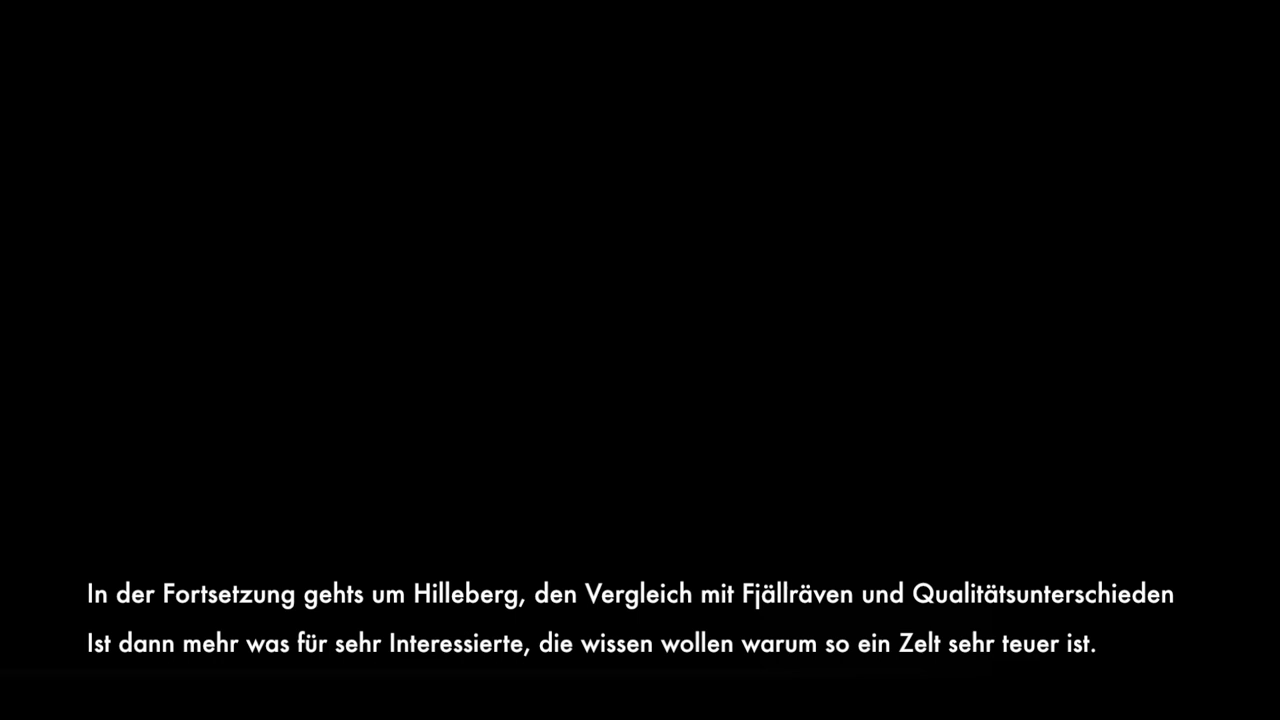 In der Fortsetzung gehts um Hilleberg, den Vergleich mit Fjällräven und Qualitätsunterschieden
Ist dann mehr was für sehr Interessierte, die wissen wollen warum so ein Zelt sehr teuer ist.